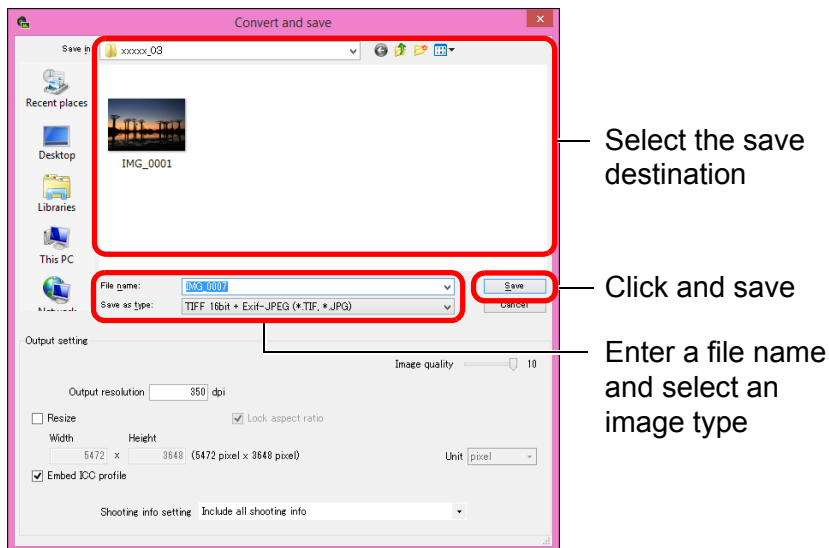 Convert and save
Save in:
xxxxx_03
Recent places
Desktop
Libraries
This PC
IMG_0001
Select the save
destination
File name:
IMG_0007
Save
Save as type:
TIFF 16bit + Exif-JPEG (*.TIF, *.JPG)
Cancel
Click and save
Enter a file name
and select an
image type
Output setting
Image quality 10
Output resolution 350 dpi
Resize
Lock aspect ratio
Width Height
5472 x 3648 (5472 pixel x 3648 pixel)
Unit pixel
Embed ICC profile
Shooting info setting Include all shooting info